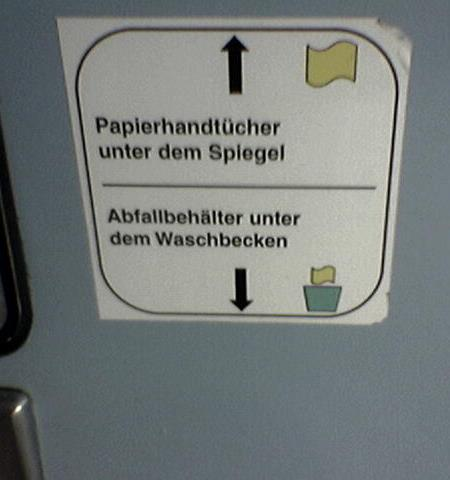 Papierhandtücher
unter dem Spiegel
Abfallbehälter unter
dem Waschbecken